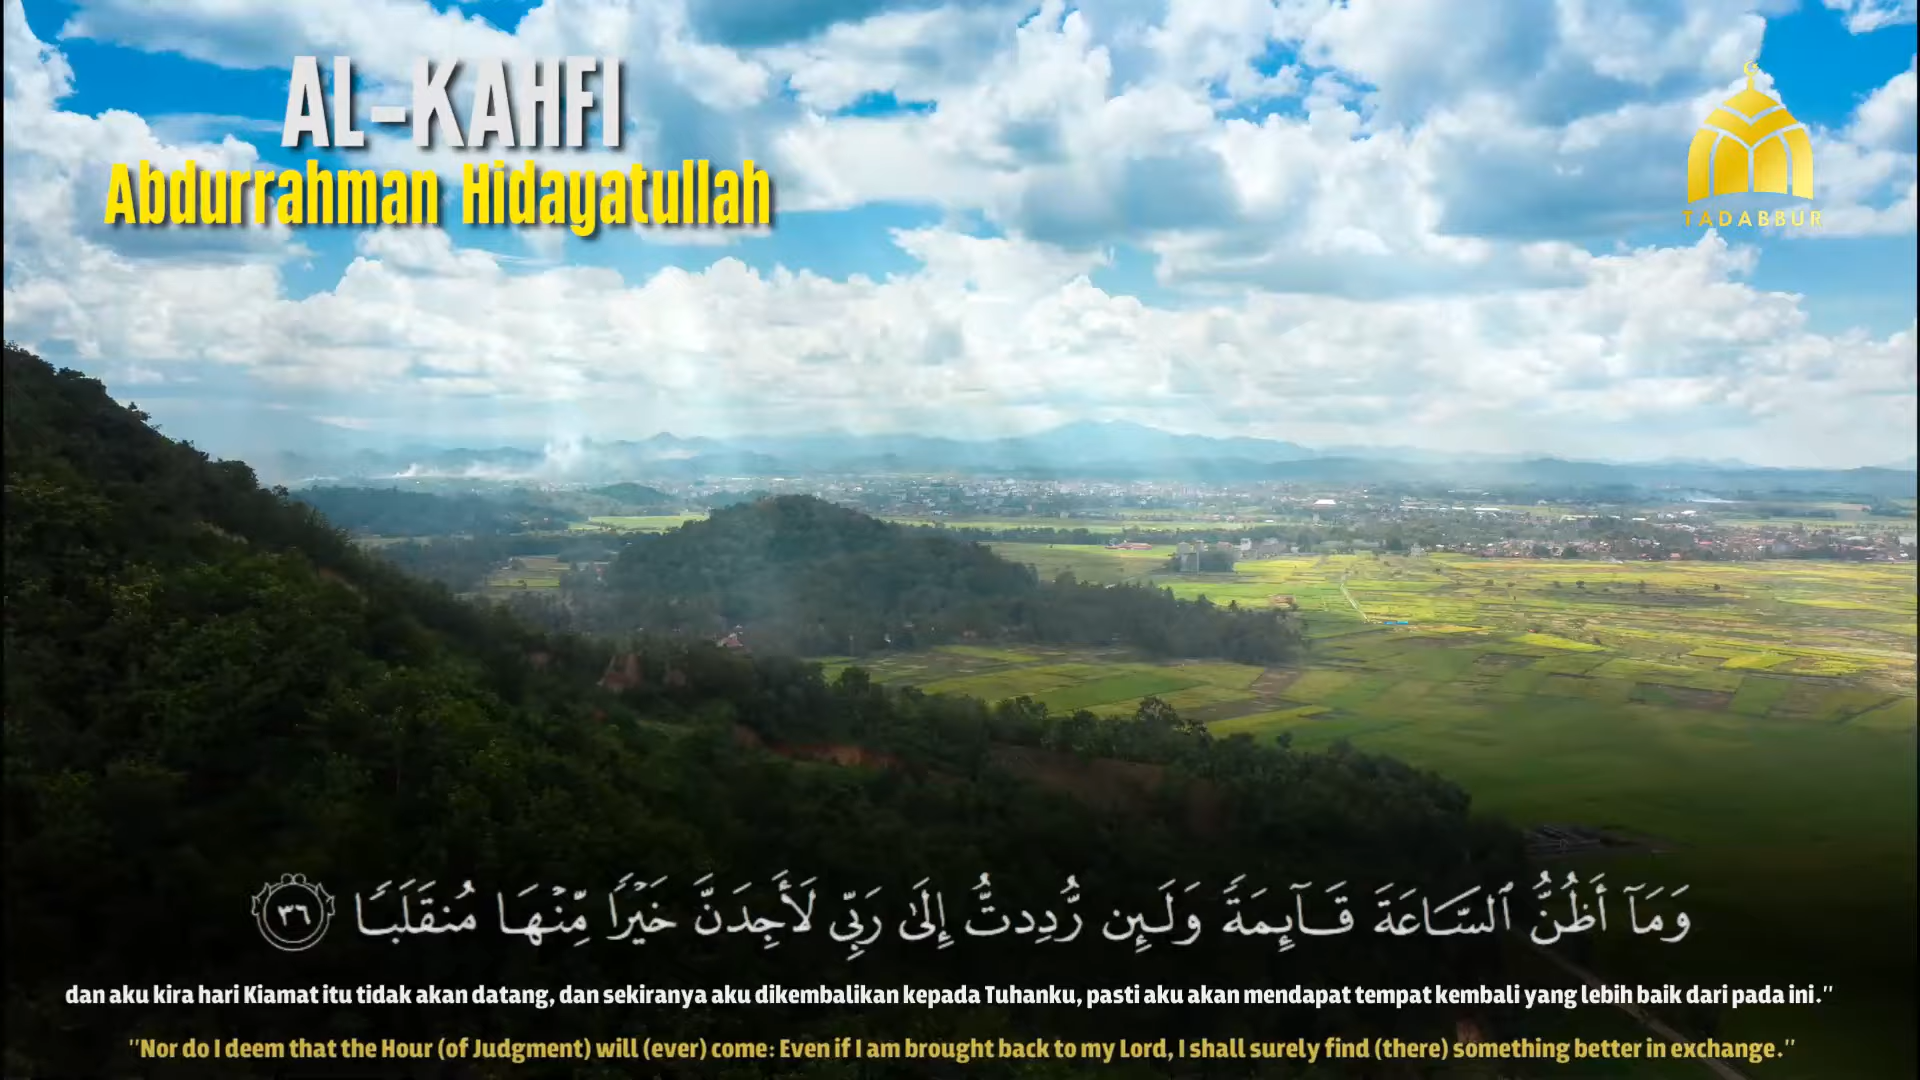 AL-KAHFI
Abdurrahman Hidayatullah
TADABBUR
وَمَآ أَظُنُّ ٱلسَّاعَةَ قَآئِمَةً وَلَئِن رُّدِدتُّ إِلَىٰ رَبِّى لَأَجِدَنَّ خَيْرًا مِّنْهَا مُنقَلَبًا ٣٦
dan aku kira hari Kiamat itu tidak akan datang, dan sekiranya aku dikembalikan kepada Tuhanku, pasti aku akan mendapat tempat kembali yang lebih baik dari pada ini."
"Nor do I deem that the Hour (of Judgment) will (ever) come: Even if I am brought back to my Lord, I shall surely find (there) something better in exchange."